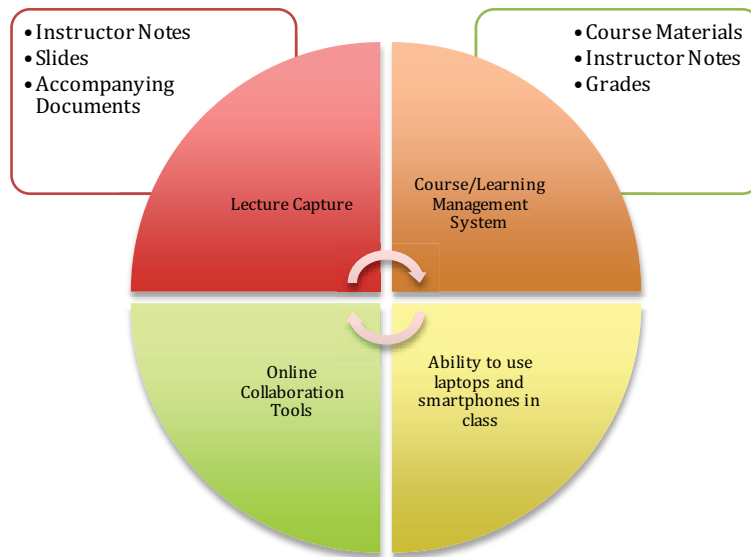 • Instructor Notes
• Slides
• Accompanying
Documents
• Course Materials
• Instructor Notes
• Grades
Lecture Capture
Course/Learning
Management
System
Online
Collaboration
Tools
Ability to use
laptops and
smartphones in
class